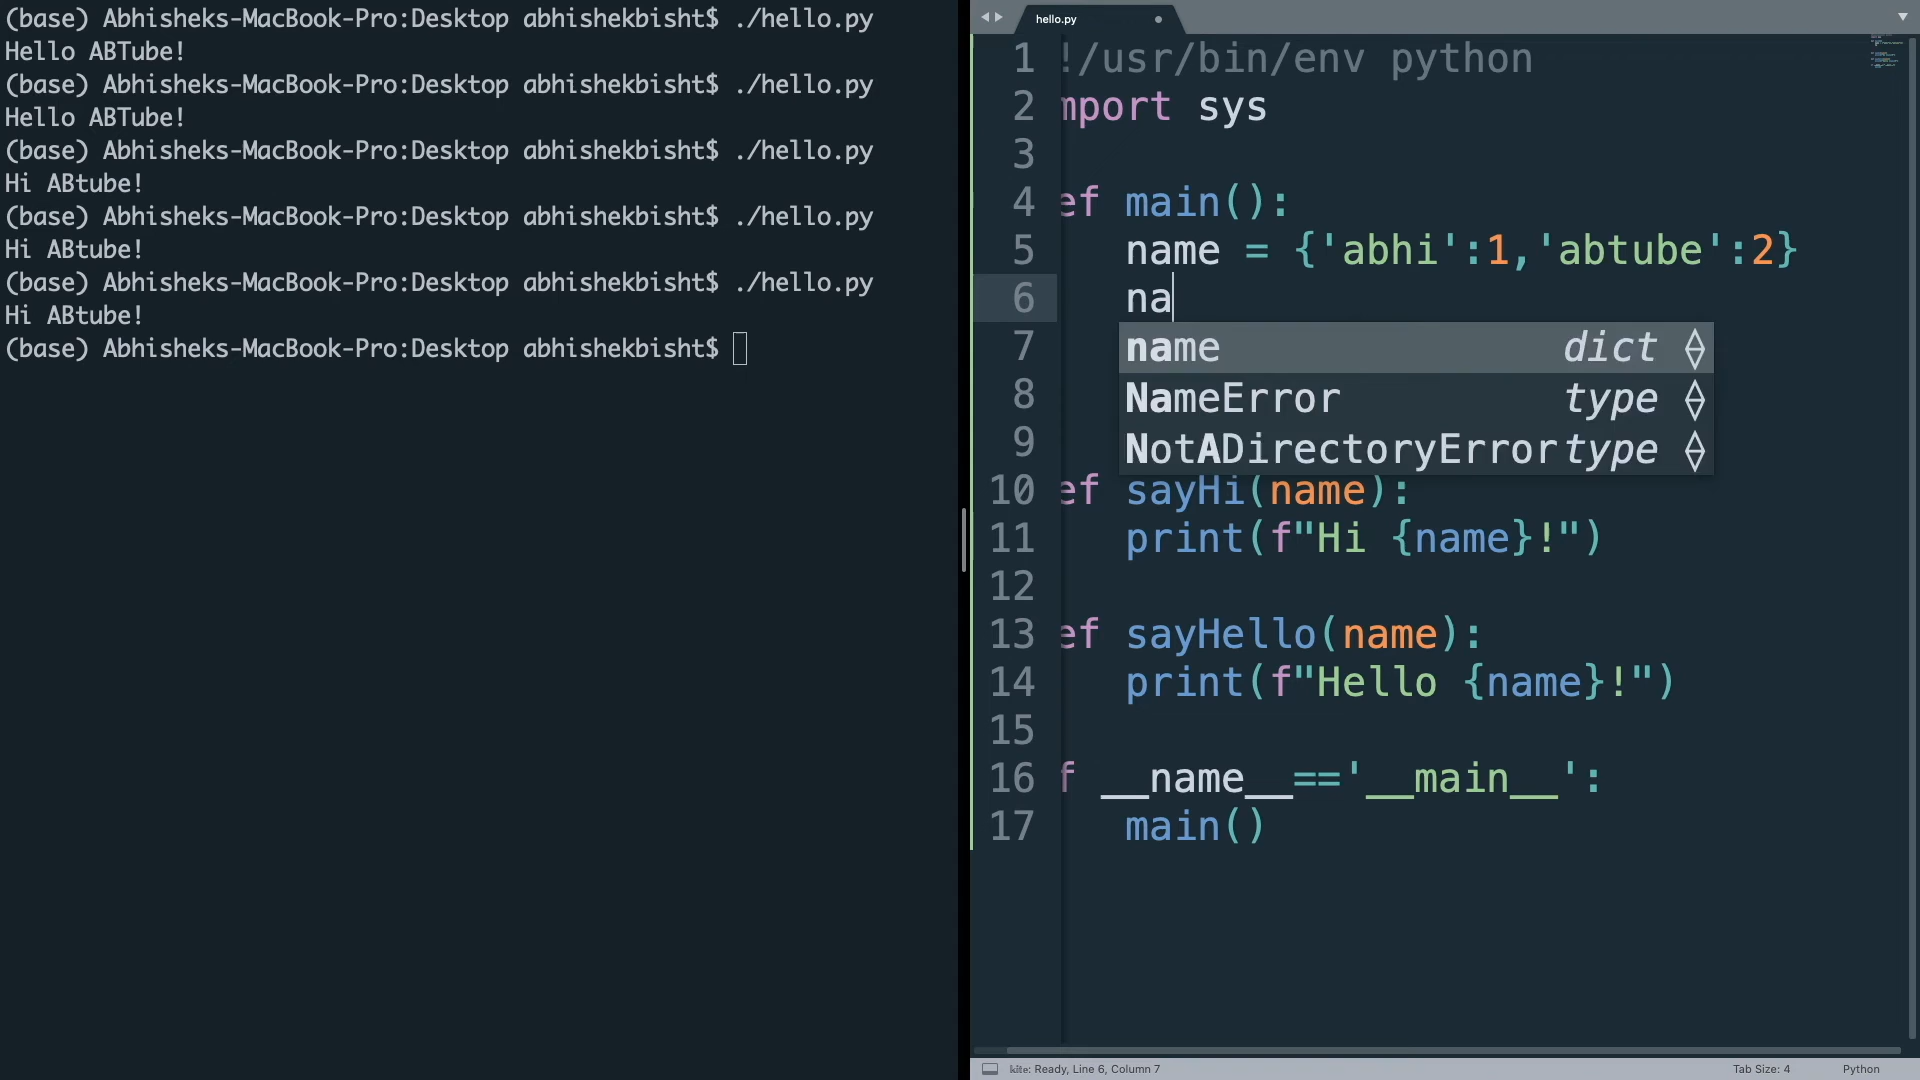 (base) Abhisheks-MacBook-Pro:Desktop abhishekbisht$ ./hello.py
Hello ABTube!
(base) Abhisheks-MacBook-Pro:Desktop abhishekbisht$ ./hello.py
Hello ABTube!
(base) Abhisheks-MacBook-Pro:Desktop abhishekbisht$ ./hello.py
Hi ABtube!
(base) Abhisheks-MacBook-Pro:Desktop abhishekbisht$ ./hello.py
Hi ABtube!
(base) Abhisheks-MacBook-Pro:Desktop abhishekbisht$ ./hello.py
Hi ABtube!
(base) Abhisheks-MacBook-Pro:Desktop abhishekbisht$
hello.py
1 !/usr/bin/env python
2 mport sys
3
4 ef main():
5 name = {'abhi':1,'abtube':2}
6 na
7 name dict
8 NameError type
9 NotADirectoryError type
10 ef sayHi(name):
11 print(f"Hi {name}!")
12
13 ef sayHello(name):
14 print(f"Hello {name}!")
15
16 f __name__=='__main__':
17 main()
kite: Ready, Line 6, Column 7 Tab Size: 4 Python